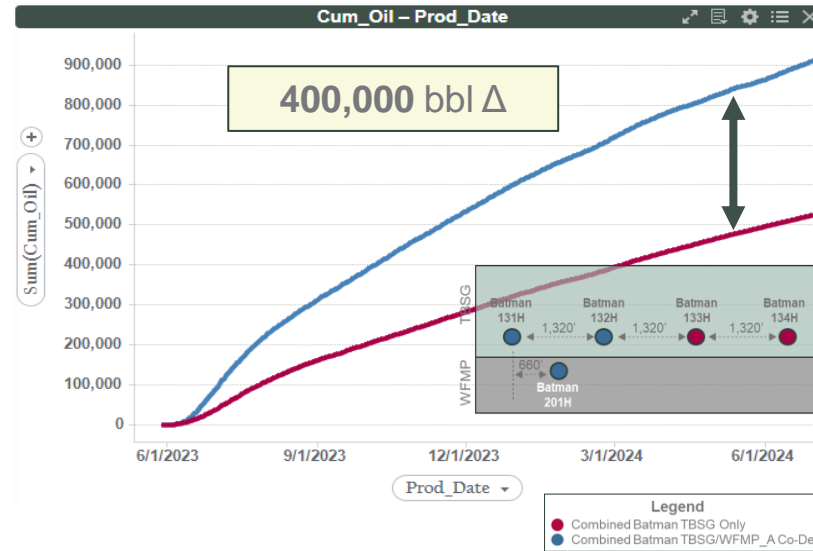 Cum_Oil – Prod_Date
400,000 bbl Δ
900,000
800,000
700,000
600,000
500,000
400,000
300,000
200,000
100,000
0
Sum(Cum_Oil)
TBSG
Batman 131H
Batman 132H
Batman 133H
Batman 134H
1,320'
1,320'
1,320'
WFMP
660'
Batman 201H
6/1/2023
9/1/2023
12/1/2023
3/1/2024
6/1/2024
Prod_Date
Legend
Combined Batman TBSG Only
Combined Batman TBSG/WFMP_A Co-De